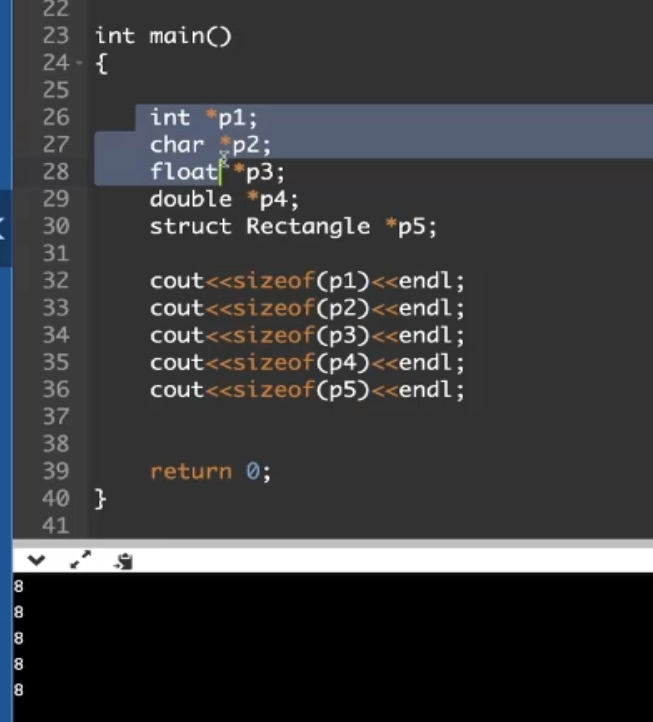 22
23 int main()
24 {
25
26 int *p1;
27 char *p2;
28 float *p3;
29 double *p4;
30 struct Rectangle *p5;
31
32 cout<<sizeof(p1)<<endl;
33 cout<<sizeof(p2)<<endl;
34 cout<<sizeof(p3)<<endl;
35 cout<<sizeof(p4)<<endl;
36 cout<<sizeof(p5)<<endl;
37
38
39 return 0;
40 }
41
8
8
8
8
8